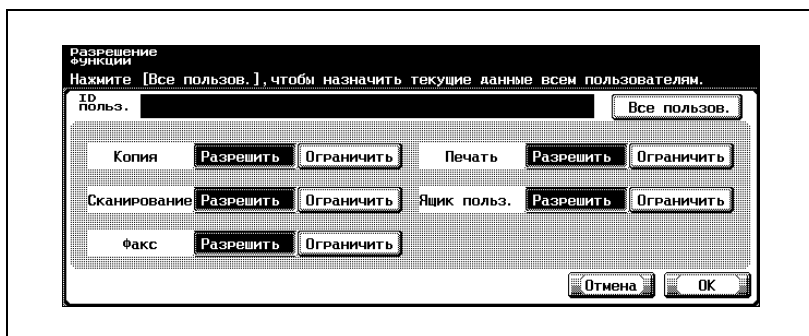 Разрешение
функции
Нажмите [Все пользов.],чтобы назначить текущие данные всем пользователям.
ID
польз.
Все пользов.
Копия Разрешить Ограничить Печать Разрешить Ограничить
Сканирование Разрешить Ограничить Ящик польз. Разрешить Ограничить
Факс Разрешить Ограничить
Отмена OK